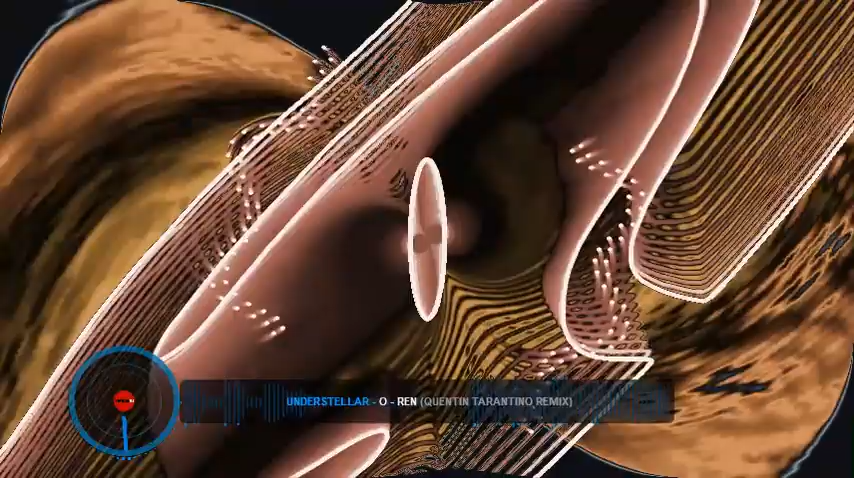 UNDERSTELLAR - O - REN (QUENTIN TARANTINO REMIX)